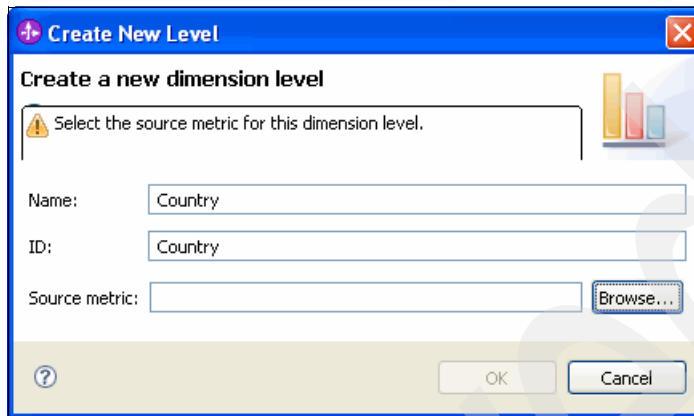 Create New Level
Create a new dimension level
Select the source metric for this dimension level.
Name: Country
ID: Country
Source metric: Browse...
? OK Cancel